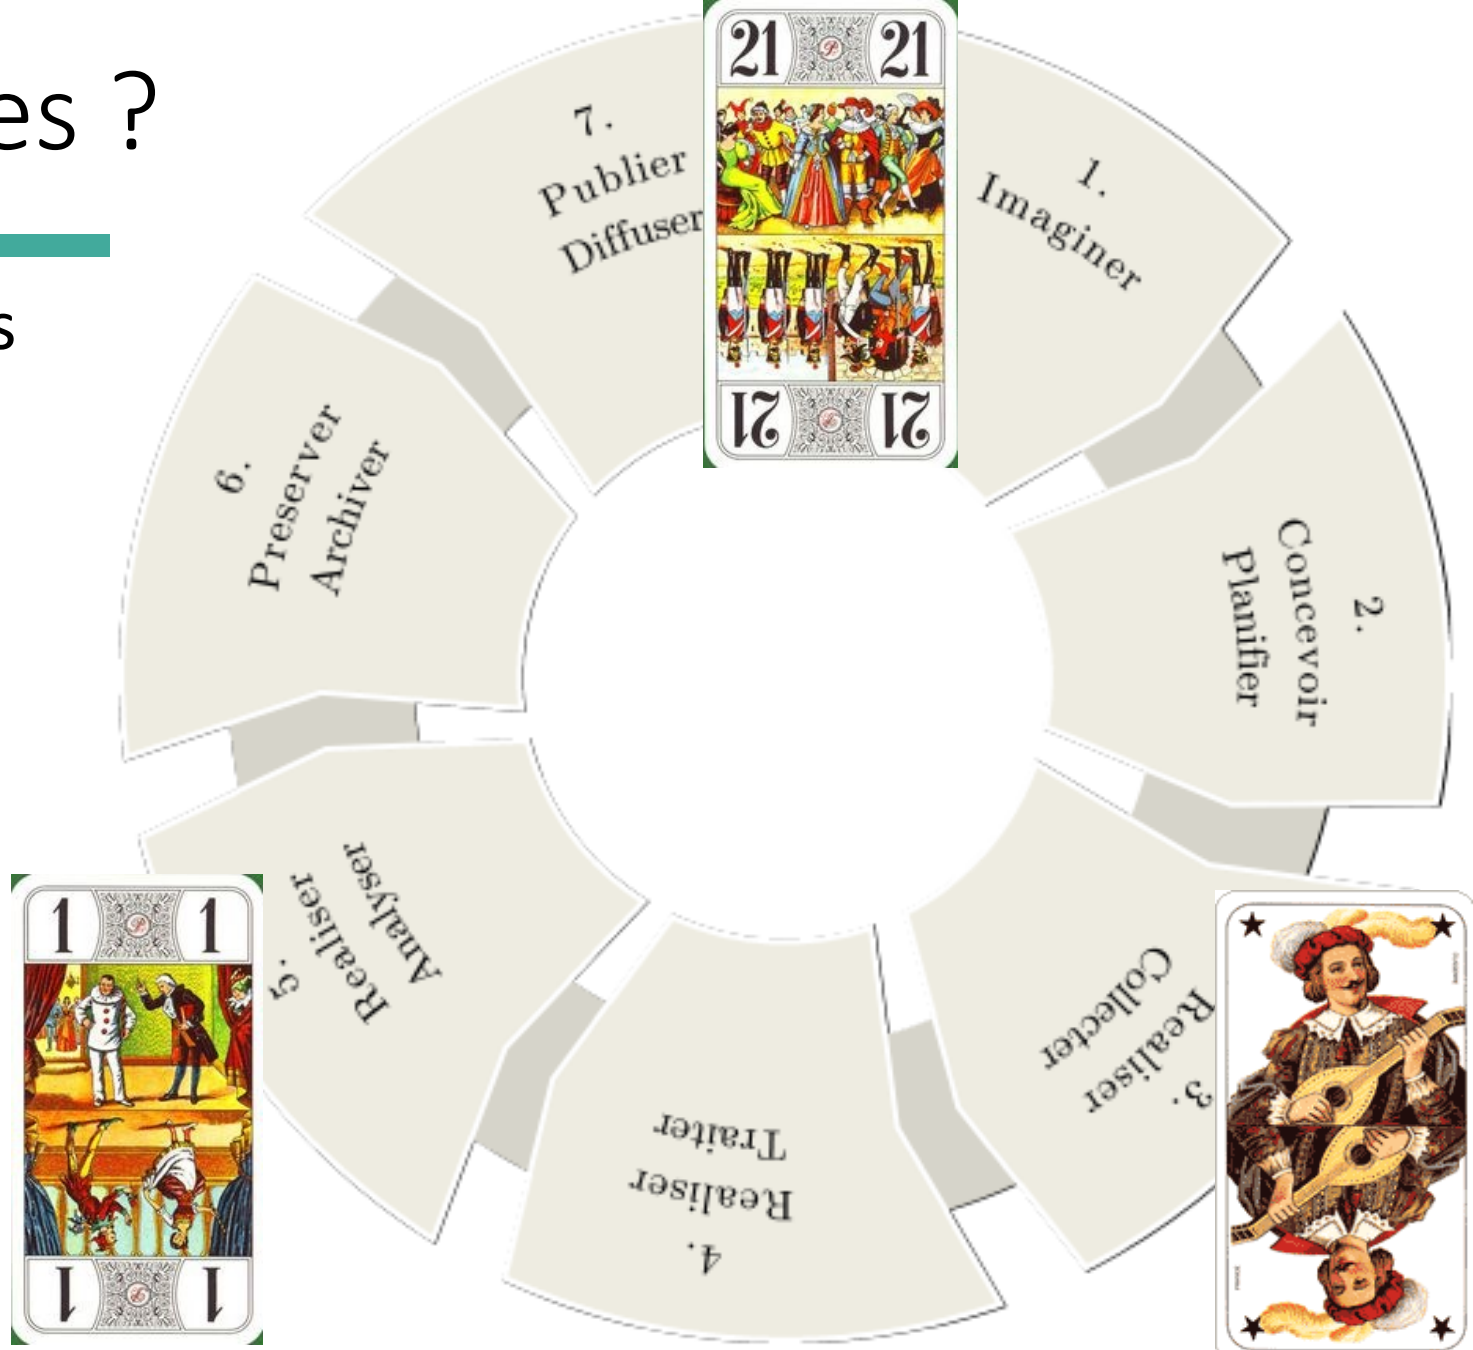 es ?
s
21 21
21 21
1.
Imaginer
2.
Concevoir
Planifier
3.
Realiser
Collecter
4.
Realiser
Traiter
5.
Realiser
Analyser
6.
Preserver
Archiver
7.
Publier
Diffuser
1 1
1 1